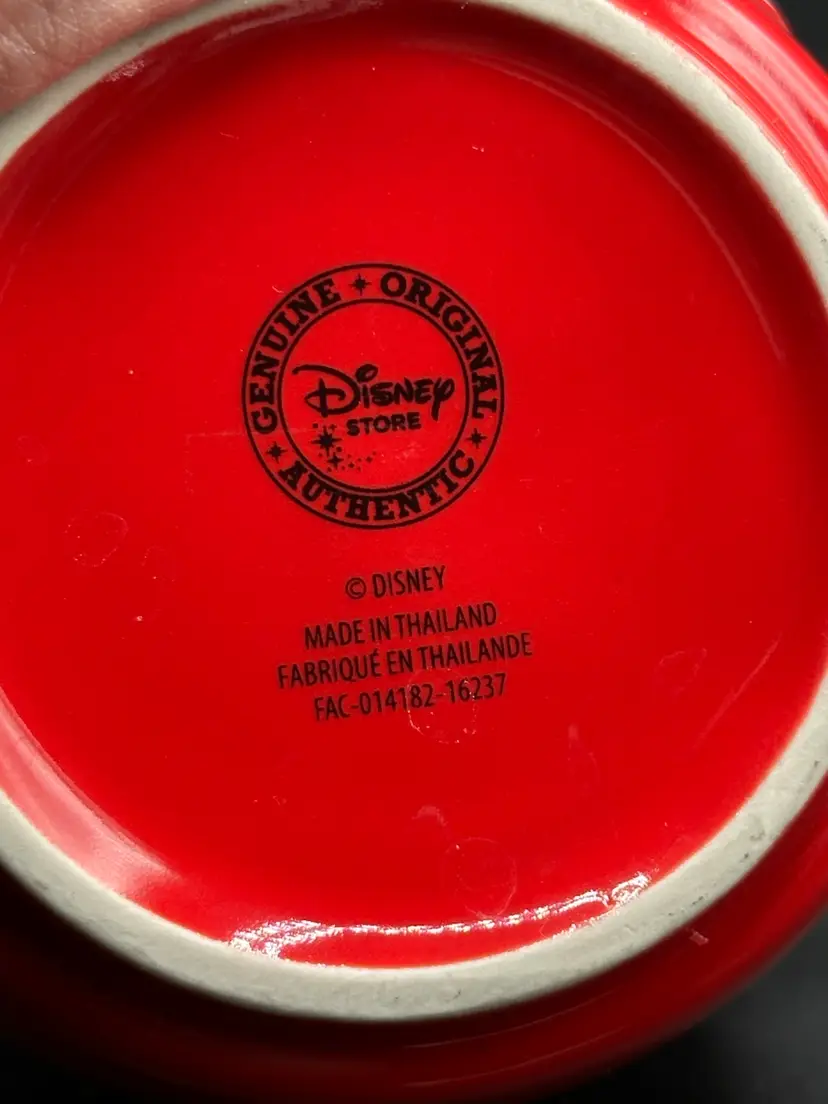 GENUINE ORIGINAL
AUTHENTIC
Disney
STORE
© DISNEY
MADE IN THAILAND
FABRIQUÉ EN THAILANDE
FAC-014182-16237